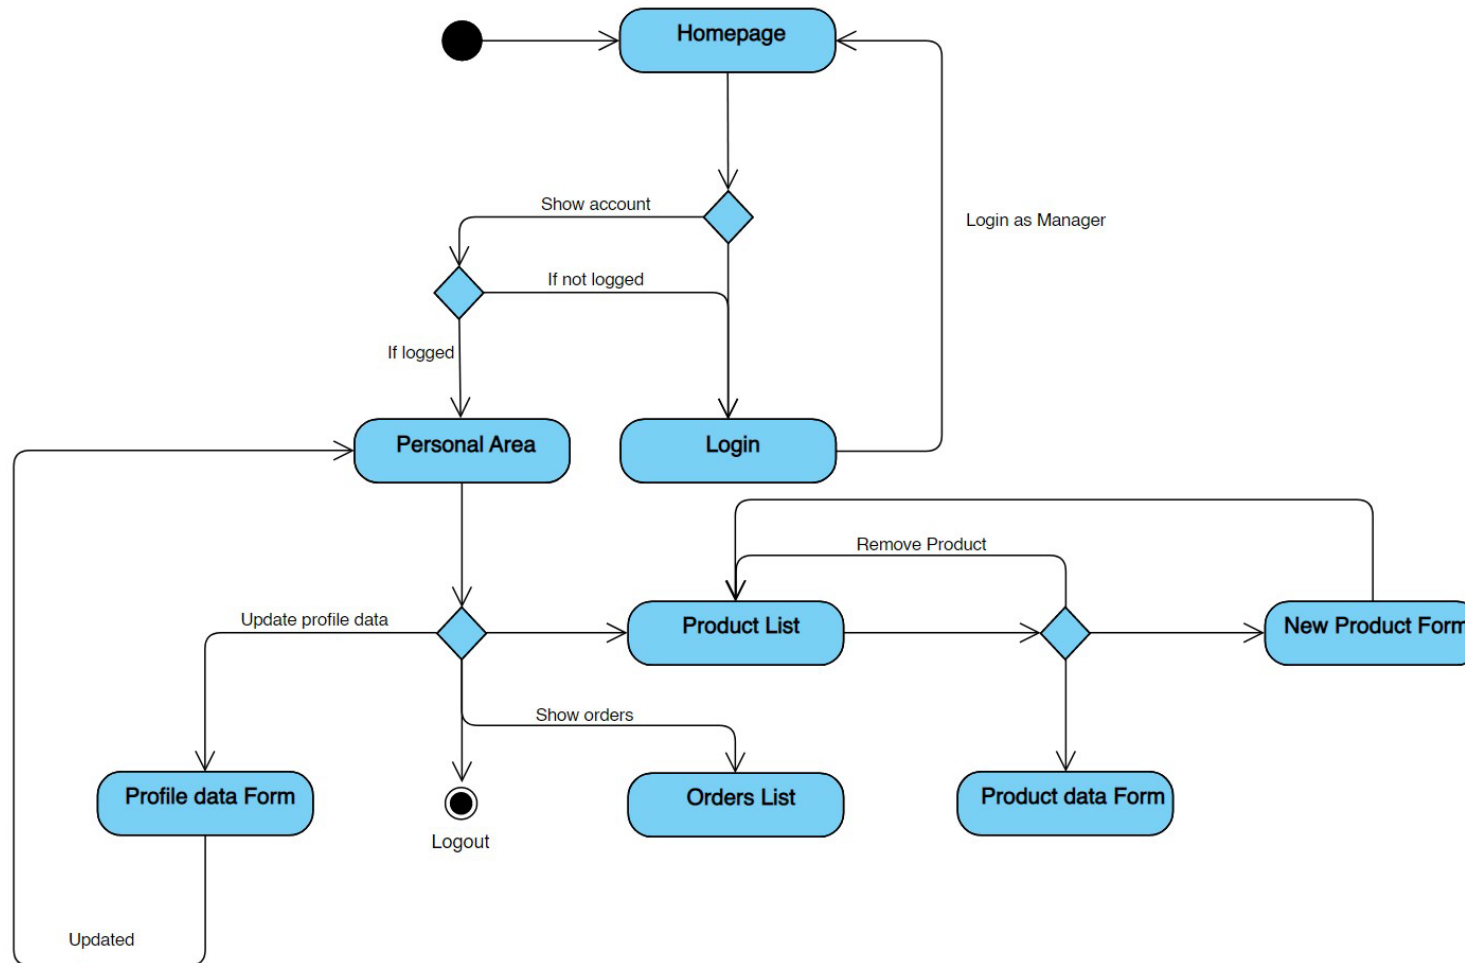 Homepage
Show account
Login as Manager
If not logged
If logged
Personal Area
Login
Remove Product
Update profile data
Product List
New Product Form
Show orders
Profile data Form
Orders List
Product data Form
Logout
Updated